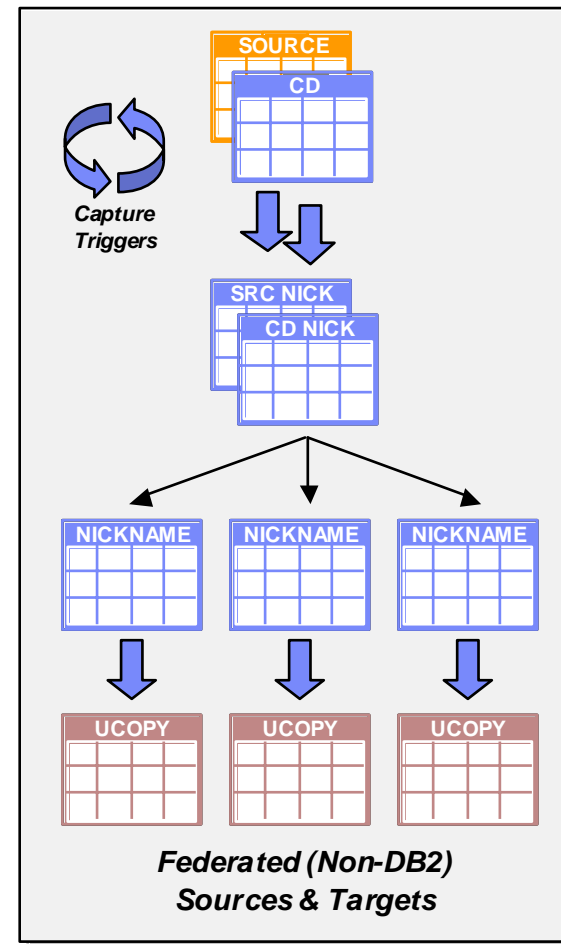 SOURCE
CD
Capture
Triggers
SRC NICK
CD NICK
NICKNAME NICKNAME NICKNAME
UCOPY UCOPY UCOPY
Federated (Non-DB2)
Sources & Targets